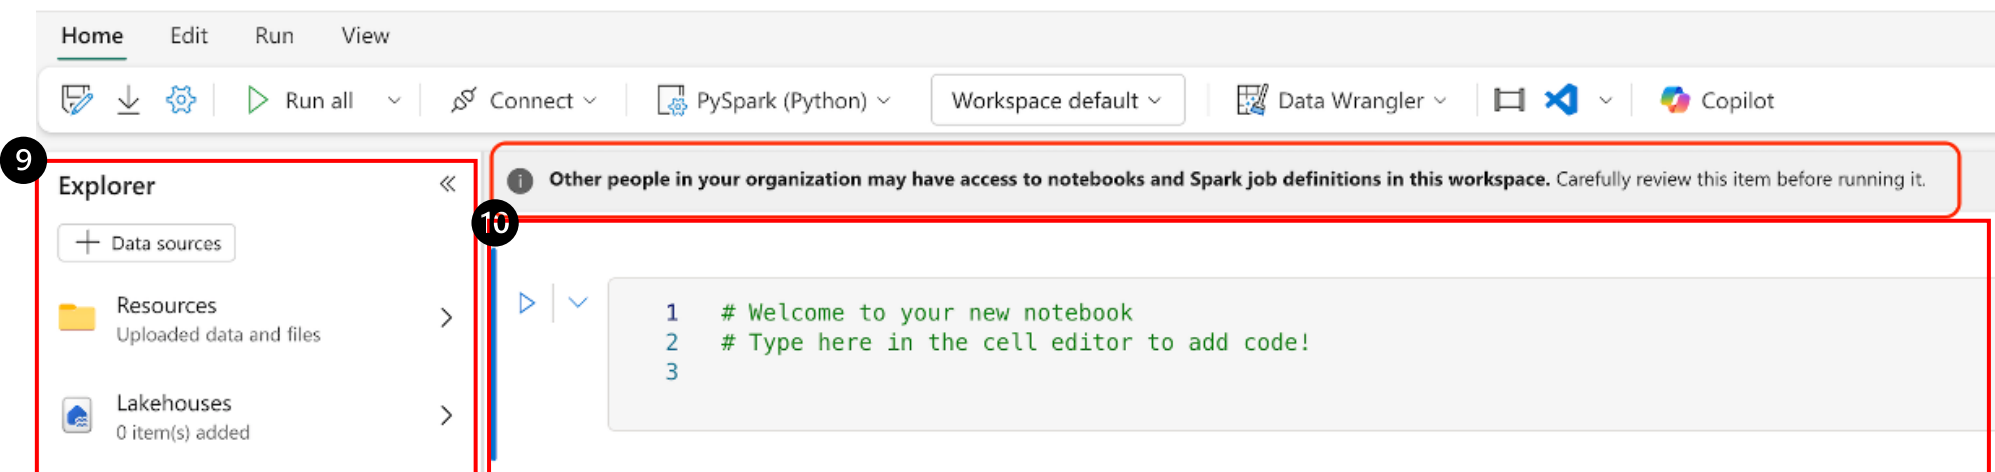 Home Edit Run View
Run all Connect PySpark (Python) Workspace default Data Wrangler Copilot
9
Explorer
Other people in your organization may have access to notebooks and Spark job definitions in this workspace. Carefully review this item before running it.
10
Data sources
Resources
Uploaded data and files
Lakehouses
0 item(s) added
1 # Welcome to your new notebook
2 # Type here in the cell editor to add code!
3